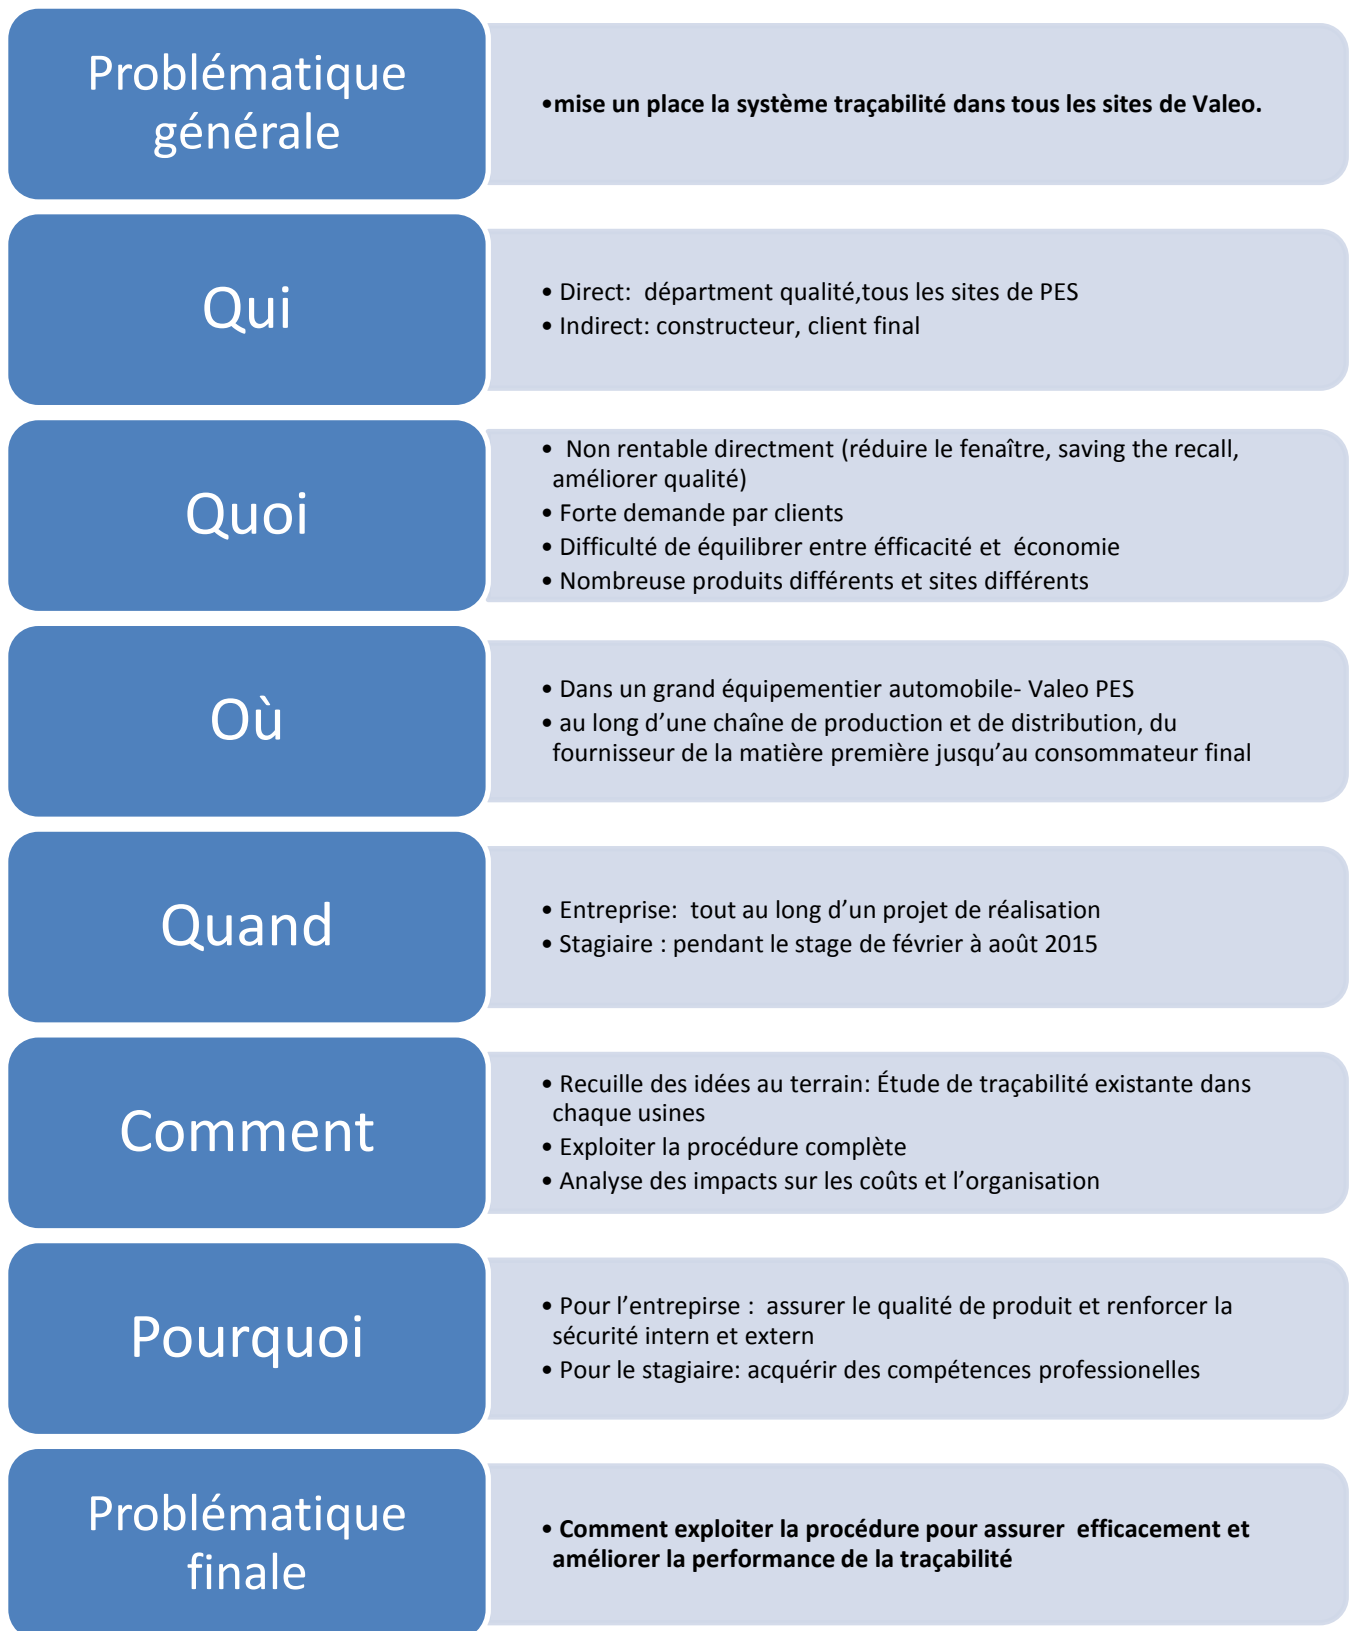 Problématique
générale
•mise un place la système traçabilité dans tous les sites de Valeo.
Qui
• Direct: départment qualité,tous les sites de PES
• Indirect: constructeur, client final
Quoi
• Non rentable directment (réduire le fenaître, saving the recall,
améliorer qualité)
• Forte demande par clients
• Difficulté de équilibrer entre éfficacité et économie
• Nombreuse produits différents et sites différents
Où
• Dans un grand équipementier automobile- Valeo PES
• au long d’une chaîne de production et de distribution, du
fournisseur de la matière première jusqu’au consommateur final
Quand
• Entreprise: tout au long d’un projet de réalisation
• Stagiaire : pendant le stage de février à août 2015
Comment
• Recuille des idées au terrain: Étude de traçabilité existante dans
chaque usines
• Exploiter la procédure complète
• Analyse des impacts sur les coûts et l’organisation
Pourquoi
• Pour l’entrepirse : assurer le qualité de produit et renforcer la
sécurité intern et extern
• Pour le stagiaire: acquérir des compétences professionelles
Problématique
finale
• Comment exploiter la procédure pour assurer efficacement et
améliorer la performance de la traçabilité